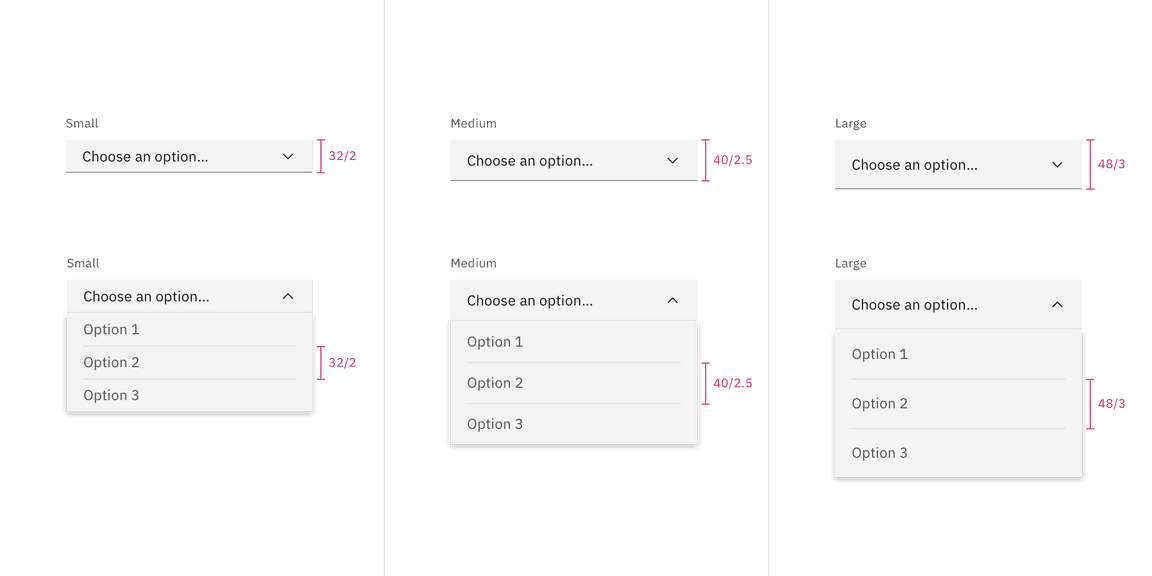 Small
Choose an option...
32/2
Small
Choose an option...
Option 1
Option 2
Option 3
32/2
Medium
Choose an option...
40/2.5
Medium
Choose an option...
Option 1
Option 2
Option 3
40/2.5
Large
Choose an option...
48/3
Large
Choose an option...
Option 1
Option 2
Option 3
48/3